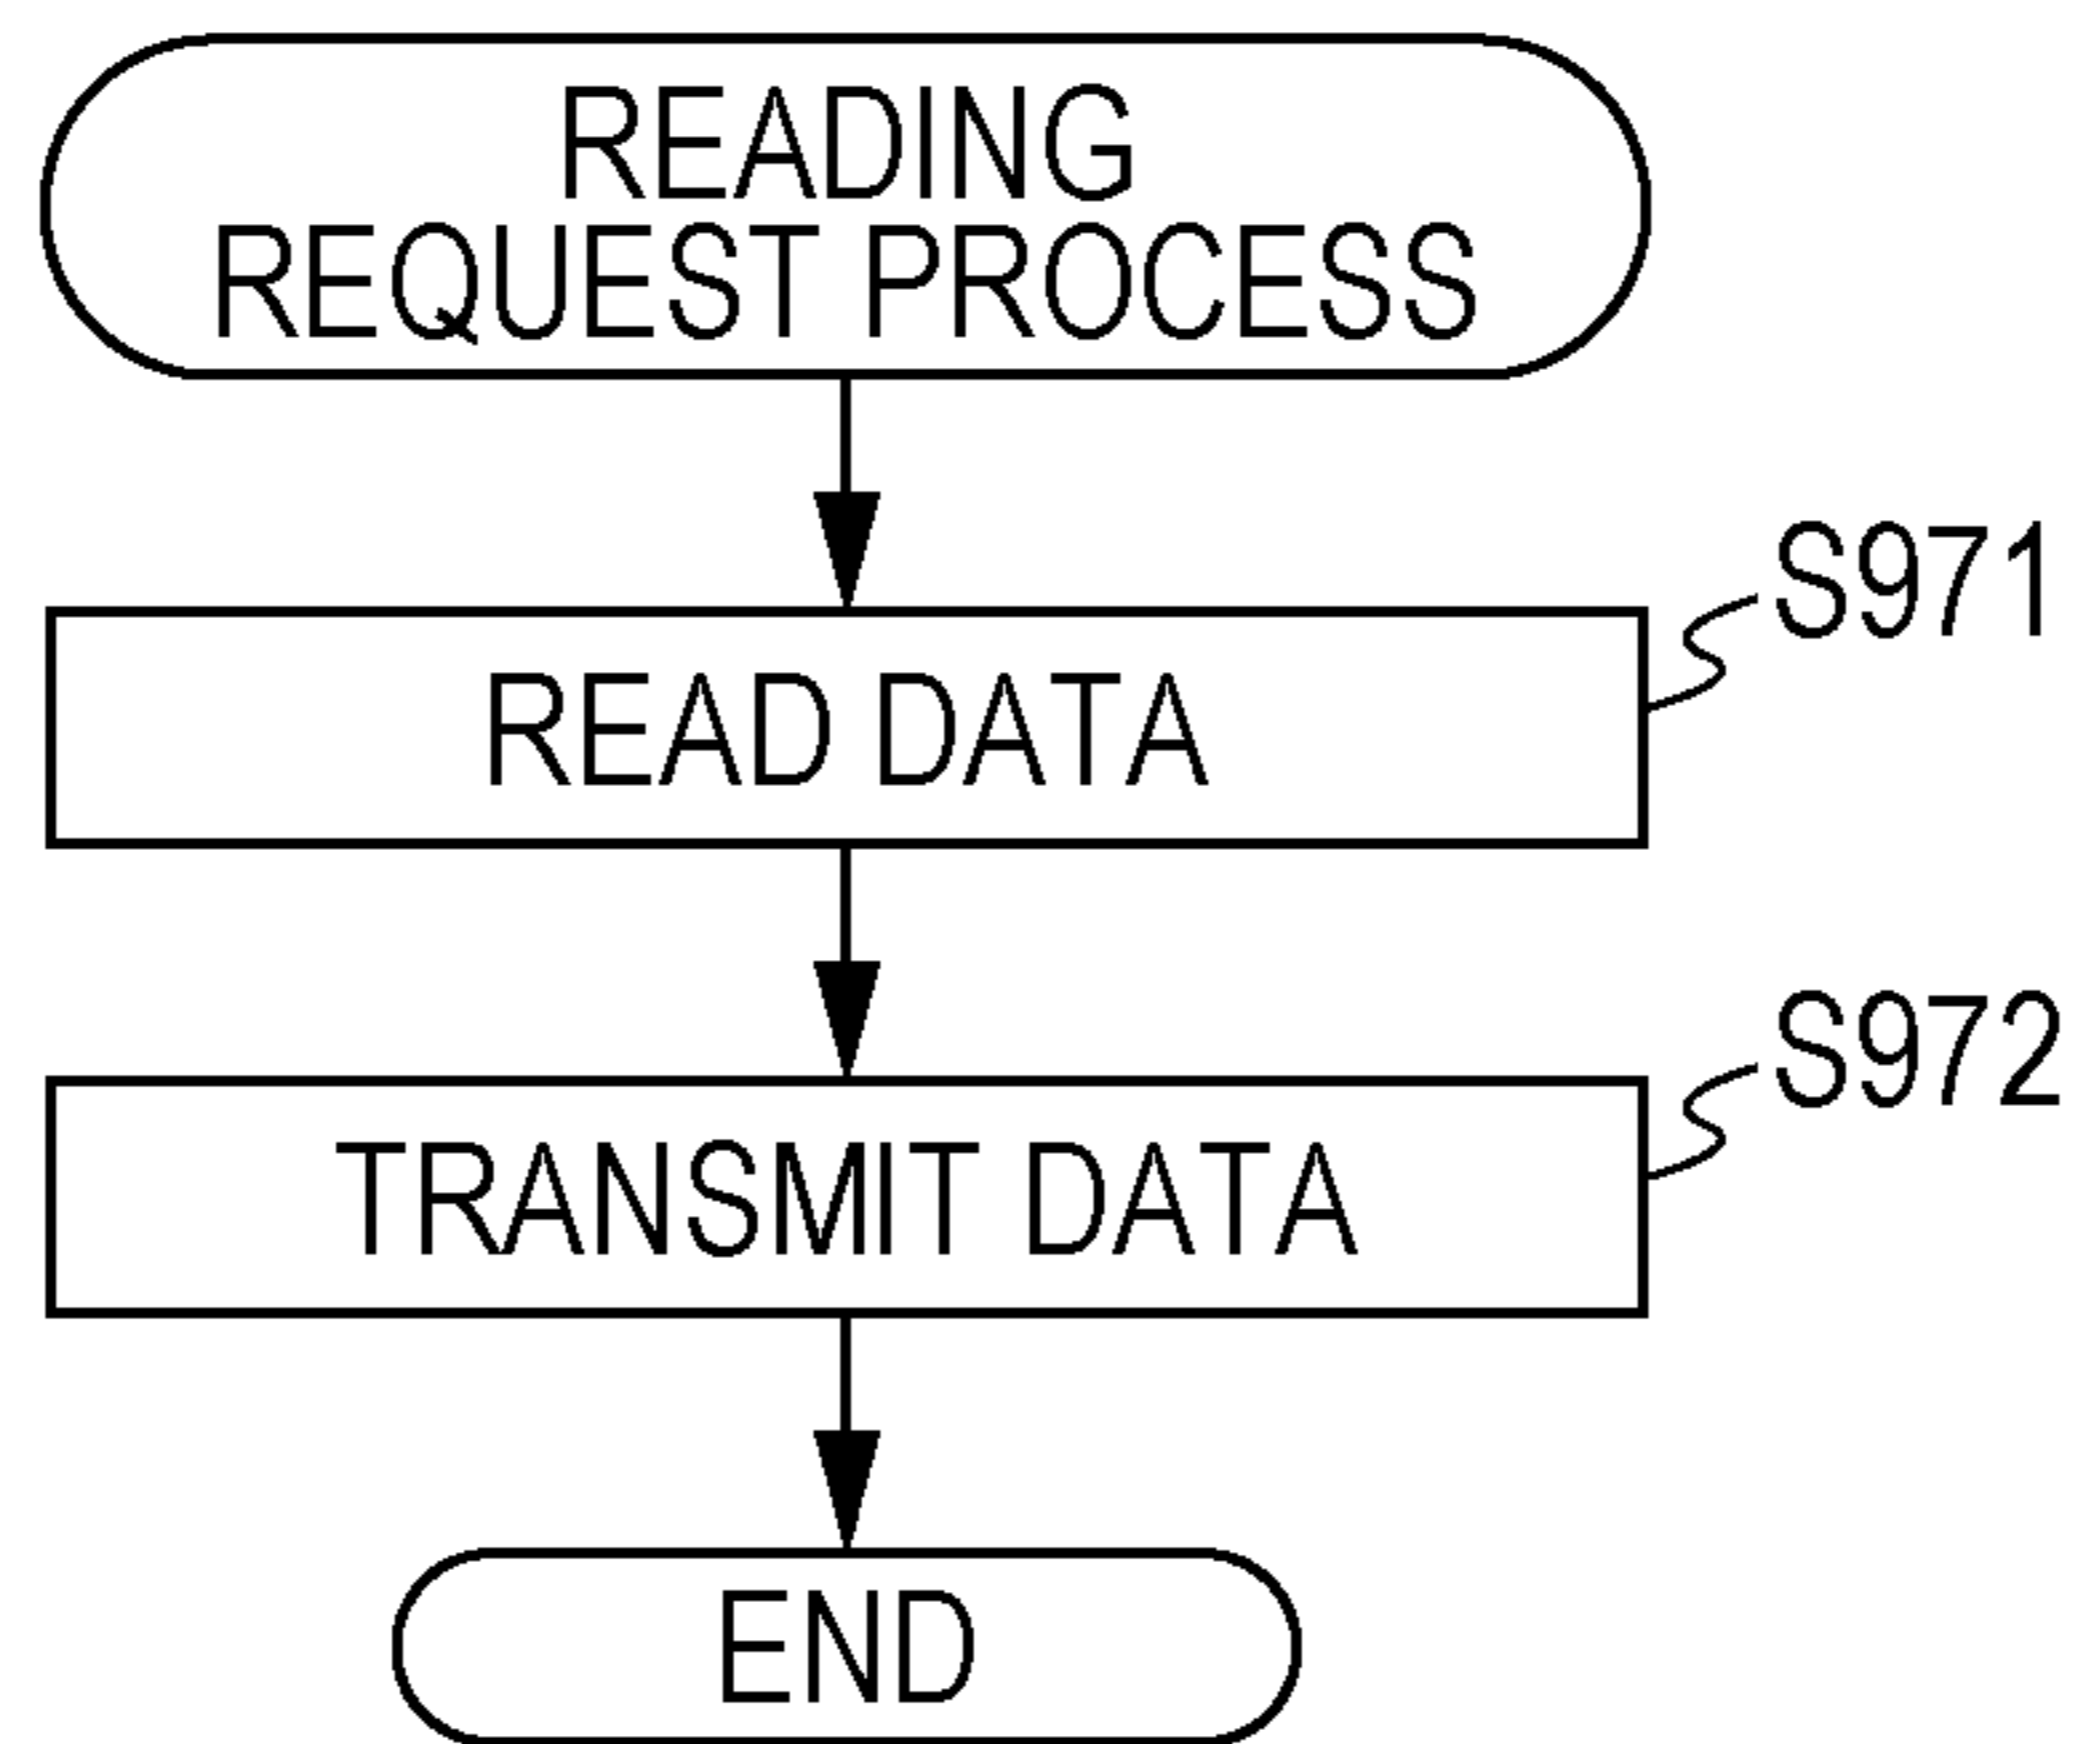 READING
REQUEST PROCESS
S971
READ DATA
S972
TRANSMIT DATA
END